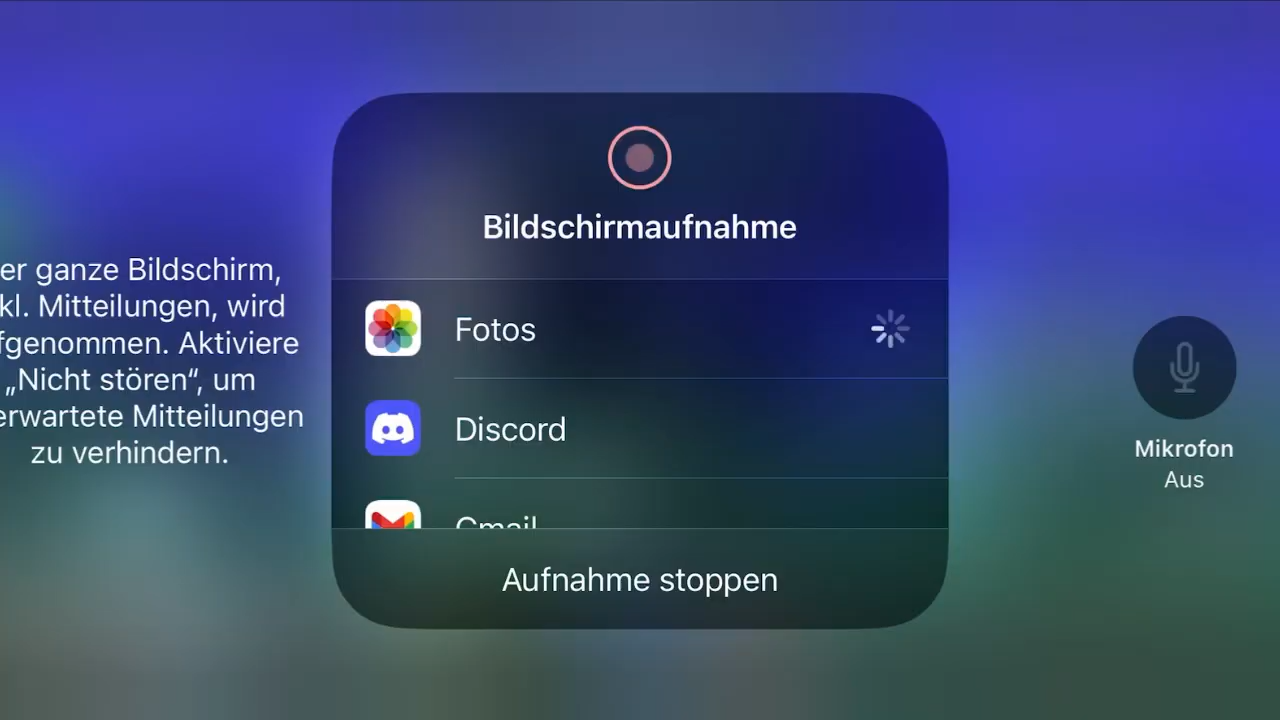 Bildschirmaufnahme
er ganze Bildschirm,
kl. Mitteilungen, wird
fgenommen. Aktiviere
„Nicht stören“, um
erwartete Mitteilungen
zu verhindern.
Fotos
Discord
Gmail
Aufnahme stoppen
Mikrofon
Aus